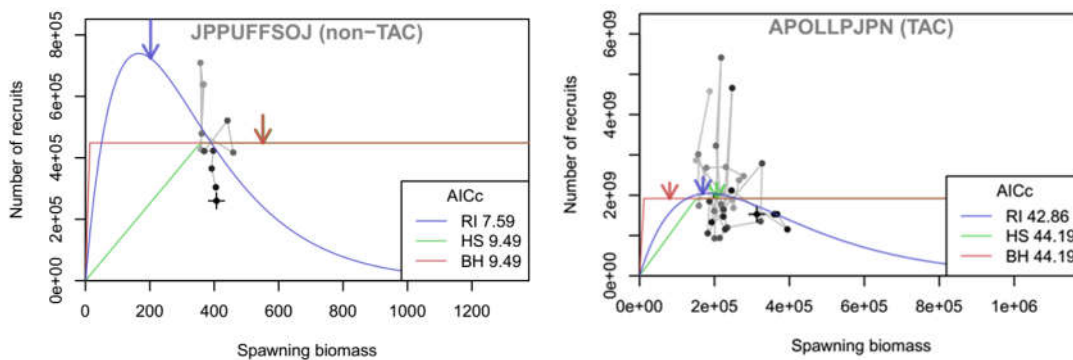 JPPUFFSOJ (non−TAC)
Number of recruits
0e+00 2e+05 4e+05 6e+05 8e+05
0 200 400 600 800 1000 1200
Spawning biomass
AICc
RI 7.59
HS 9.49
BH 9.49
APOLLPJPN (TAC)
Number of recruits
0e+00 2e+09 4e+09 6e+09
0e+00 2e+05 4e+05 6e+05 8e+05 1e+06
Spawning biomass
AICc
RI 42.86
HS 44.19
BH 44.19